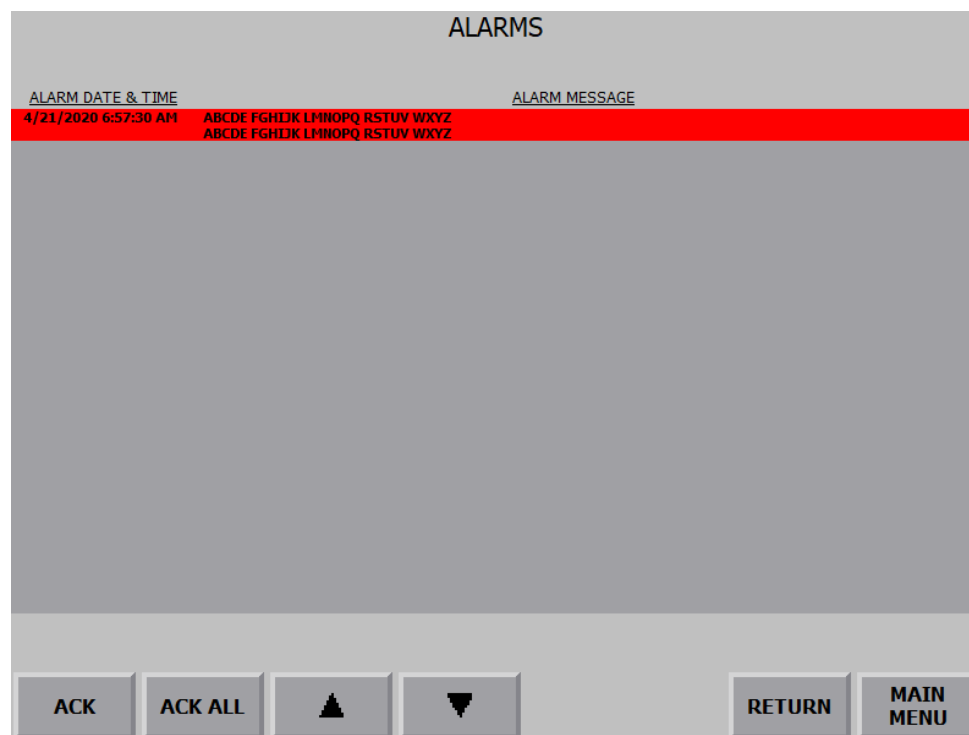 ALARMS
ALARM DATE & TIME ALARM MESSAGE
4/21/2020 6:57:30 AM ABCDE FGHIJK LMNOPQ RSTUV WXYZ
ABCDE FGHIJK LMNOPQ RSTUV WXYZ
ACK ACK ALL ▲ ▼ RETURN MAIN
MENU